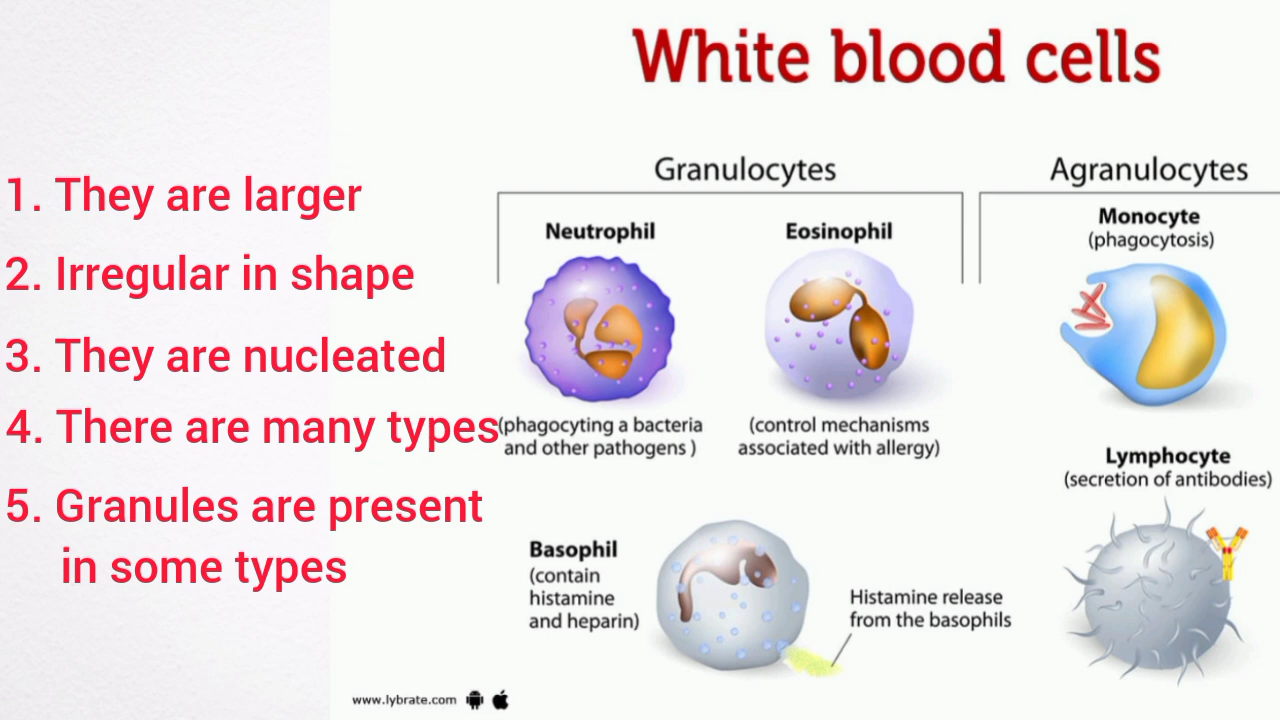 White blood cells
1. They are larger
2. Irregular in shape
3. They are nucleated
4. There are many types
5. Granules are present
in some types
Granulocytes
Neutrophil
(phagocyting a bacteria
and other pathogens )
Eosinophil
(control mechanisms
associated with allergy)
Basophil
(contain
histamine
and heparin)
Histamine release
from the basophils
Agranulocytes
Monocyte
(phagocytosis)
Lymphocyte
(secretion of antibodies)
www.lybrate.com